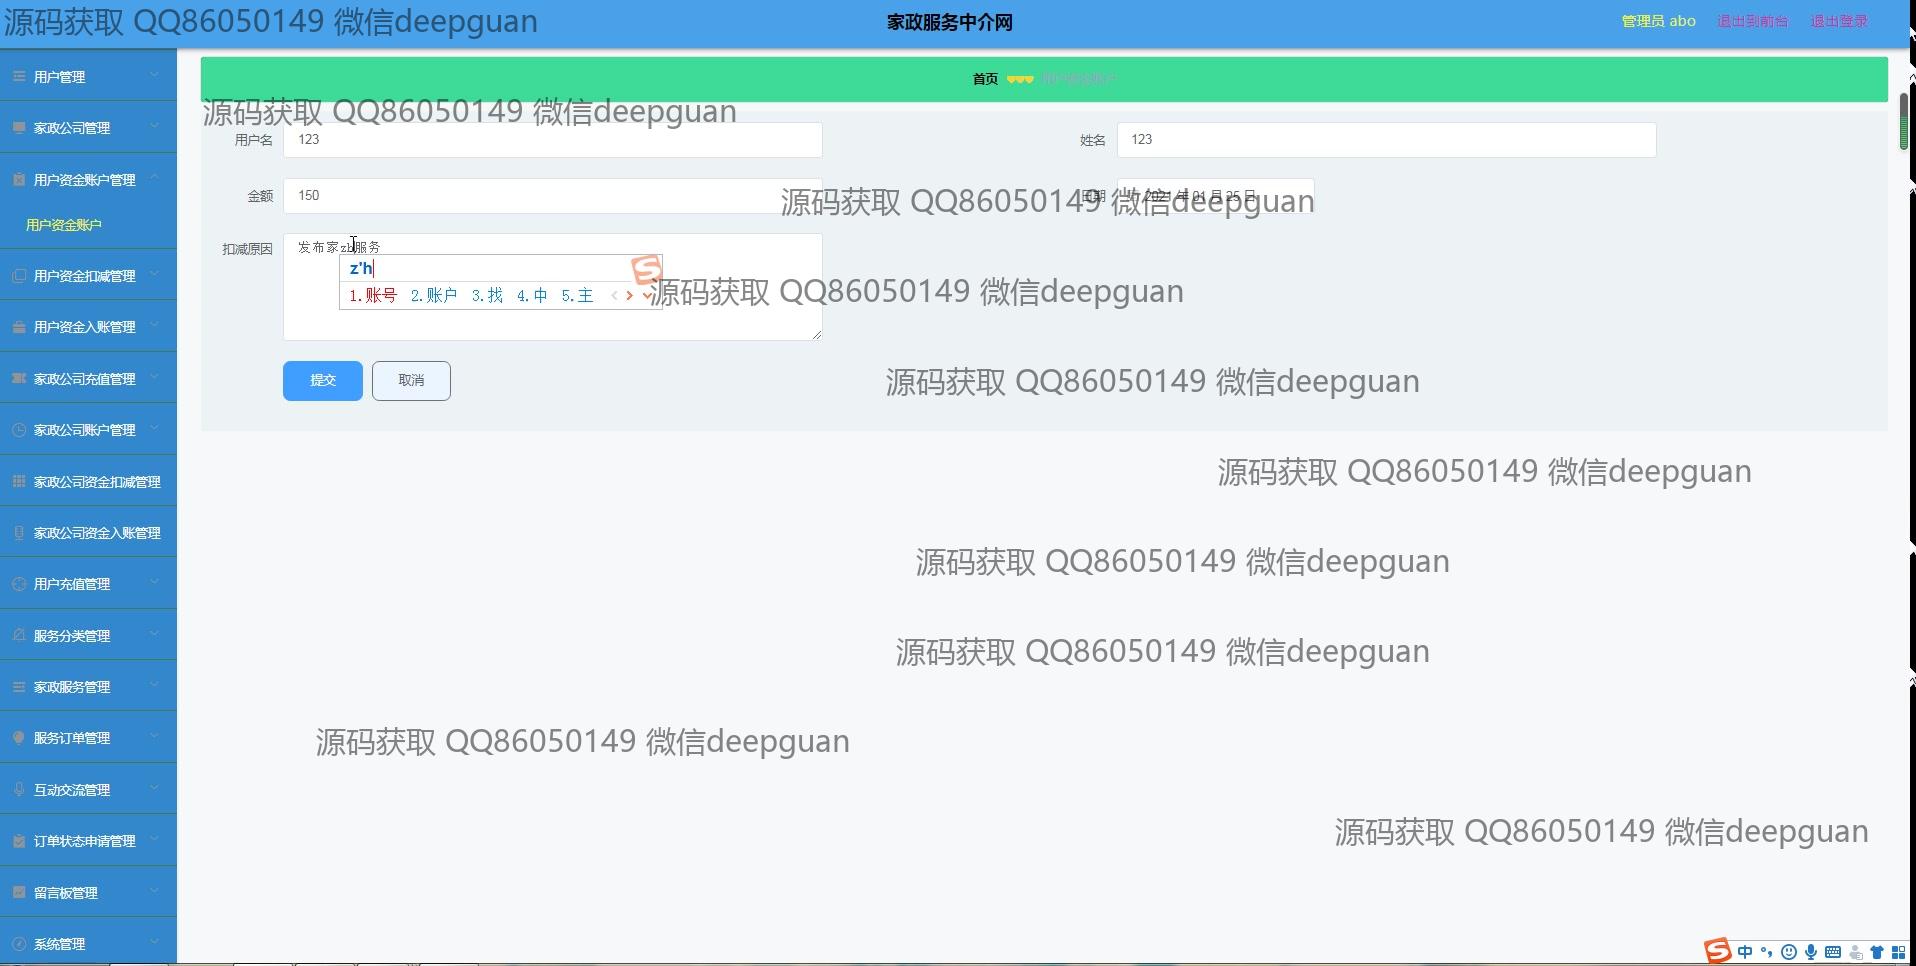 源码获取 QQ86050149 微信deepguan
家政服务中介网
管理员 abo
退出到前台
退出登录
用户管理
家政公司管理
用户资金账户管理
用户资金账户
用户资金扣减管理
用户资金入账管理
家政公司充值管理
家政公司账户管理
家政公司资金扣减管理
家政公司资金入账管理
用户充值管理
服务分类管理
家政服务管理
服务订单管理
互动交流管理
订单状态申请管理
留言板管理
系统管理
首页
用户资金账户
源码获取 QQ86050149 微信deepguan
用户名 123
姓名 123
金额 150
日期 2021 年 01 月 25 日
源码获取 QQ86050149 微信deepguan
扣减原因 发布家zh服务
z'h
1.账号 2.账户 3.找 4.中 5.主
源码获取 QQ86050149 微信deepguan
提交 取消
源码获取 QQ86050149 微信deepguan
源码获取 QQ86050149 微信deepguan
源码获取 QQ86050149 微信deepguan
源码获取 QQ86050149 微信deepguan
源码获取 QQ86050149 微信deepguan
源码获取 QQ86050149 微信deepguan
中